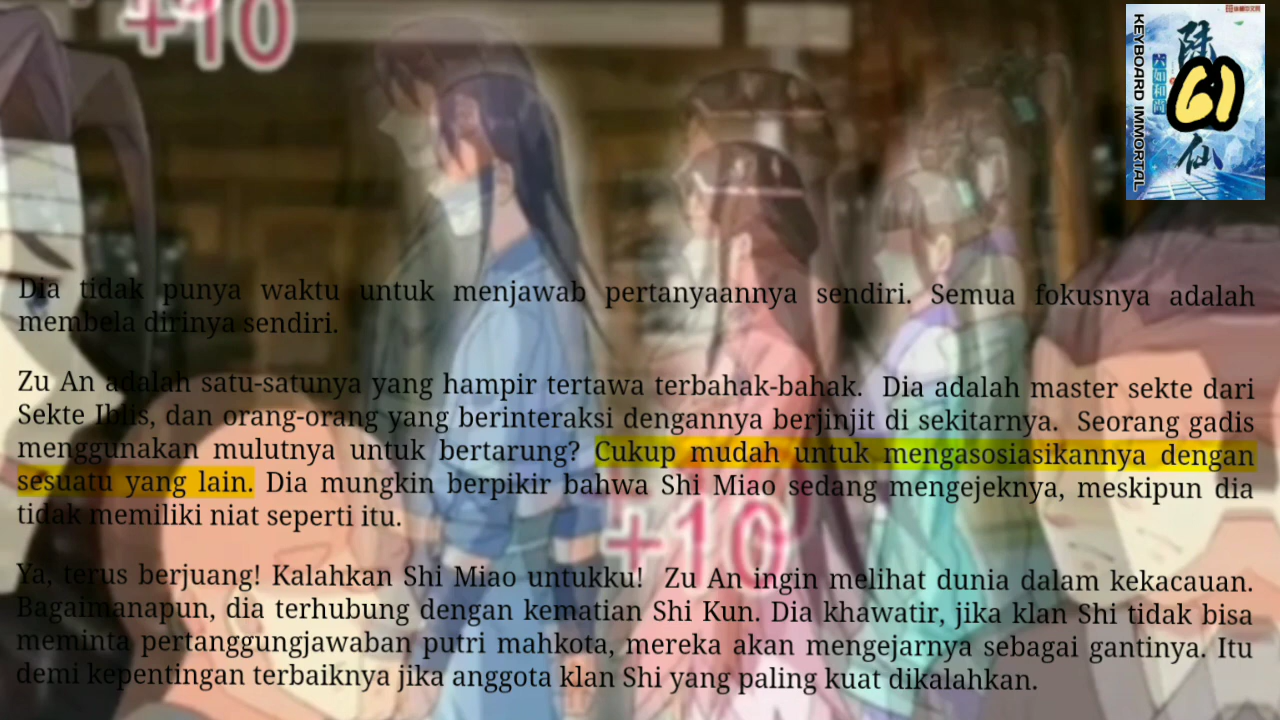 +10
KEYBOARD IMMORTAL
陆
六如和尚
61
仙
Dia tidak punya waktu untuk menjawab pertanyaannya sendiri. Semua fokusnya adalah
membela dirinya sendiri.
Zu An adalah satu-satunya yang hampir tertawa terbahak-bahak. Dia adalah master sekte dari
Sekte Iblis, dan orang-orang yang berinteraksi dengannya berjinjit di sekitarnya. Seorang gadis
menggunakan mulutnya untuk bertarung? Cukup mudah untuk mengasosiasikannya dengan
sesuatu yang lain. Dia mungkin berpikir bahwa Shi Miao sedang mengejeknya, meskipun dia
tidak memiliki niat seperti itu.
+10
Ya, terus berjuang! Kalahkan Shi Miao untukku! Zu An ingin melihat dunia dalam kekacauan.
Bagaimanapun, dia terhubung dengan kematian Shi Kun. Dia khawatir, jika klan Shi tidak bisa
meminta pertanggungjawaban putri mahkota, mereka akan mengejarnya sebagai gantinya. Itu
demi kepentingan terbaiknya jika anggota klan Shi yang paling kuat dikalahkan.